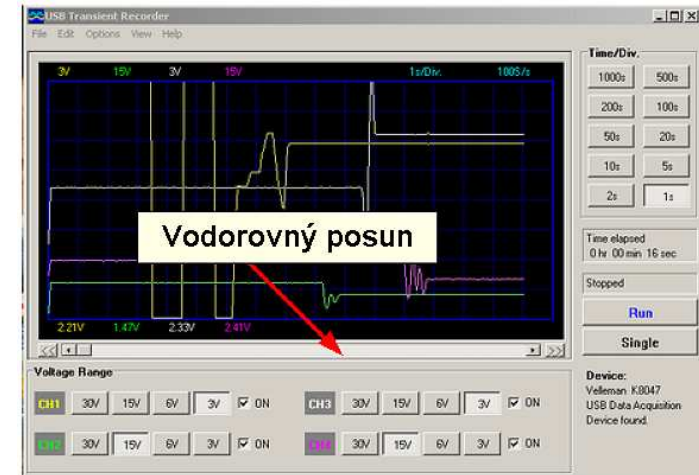 USB Transient Recorder
File Edit Options View Help
3V 15V 3V 15V 1s/Div. 100S/s
Vodorovný posun
2.21V 1.47V 2.33V 2.41V
Time/Div.
1000s 500s
200s 100s
50s 20s
10s 5s
2s 1s
Time elapsed
0 hr 00 min 16 sec
Stopped
Run
Single
Device:
Velleman K8047
USB Data Acquisition
Device found.
Voltage Range
CH1 30V 15V 6V 3V ON
CH3 30V 15V 6V 3V ON
CH2 30V 15V 6V 3V ON
CH4 30V 15V 6V 3V ON